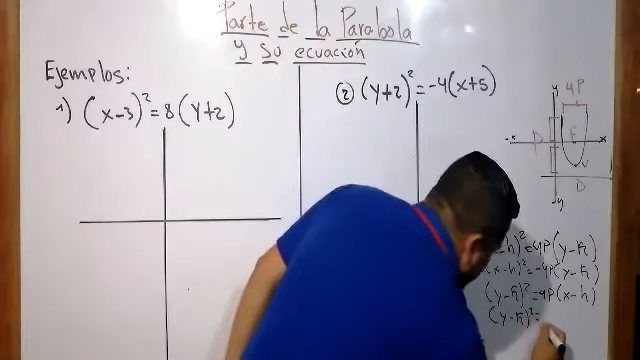 Parte de la Parabola
y su ecuación
Ejemplos:
1) (x-3)² = 8(y+2)
② (y+2)² = -4(x+5)
4P
y
-x
P
F
x
V
D
-y
-h)² = 4P(y-k)
(x-h)² = -4P(y-k)
(y-k)² = 4P(x-h)
(y-k)² =